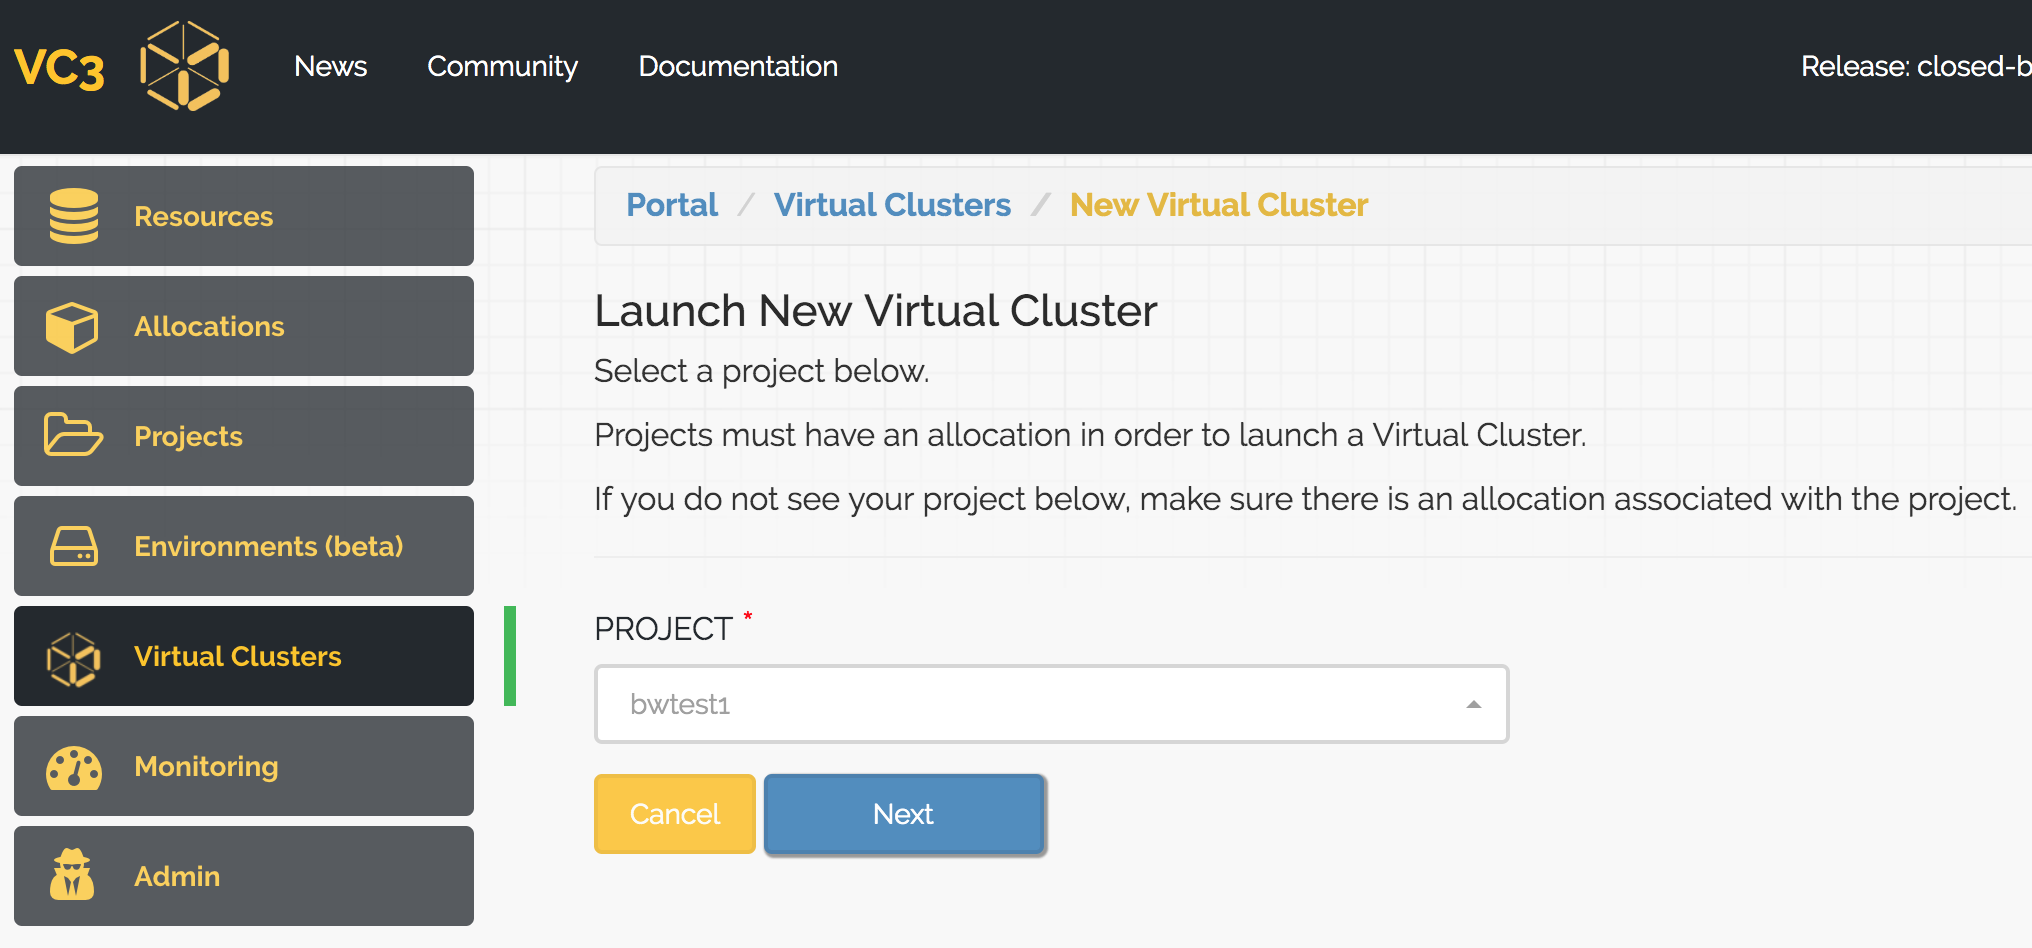 VC3
News
Community
Documentation
Release: closed-b
Resources
Allocations
Projects
Environments (beta)
Virtual Clusters
Monitoring
Admin
Portal / Virtual Clusters / New Virtual Cluster
Launch New Virtual Cluster
Select a project below.
Projects must have an allocation in order to launch a Virtual Cluster.
If you do not see your project below, make sure there is an allocation associated with the project.
PROJECT *
bwtest1
Cancel
Next